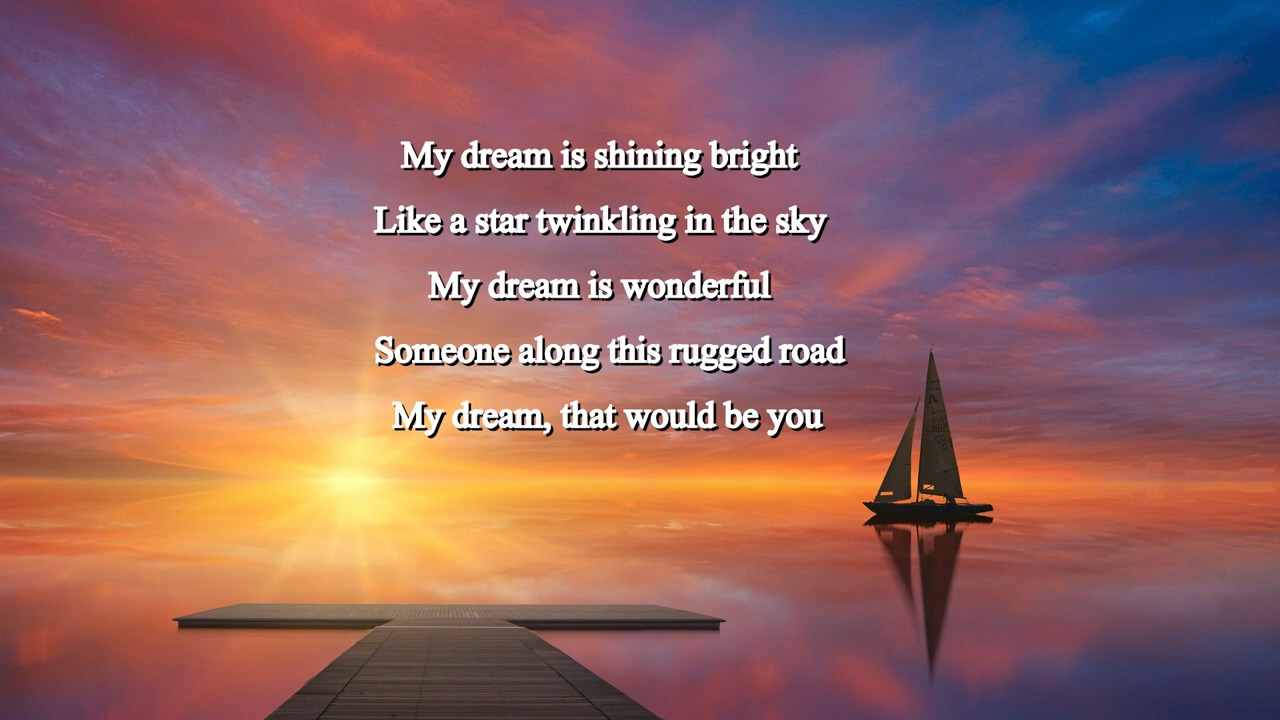 My dream is shining bright
Like a star twinkling in the sky
My dream is wonderful
Someone along this rugged road
My dream, that would be you